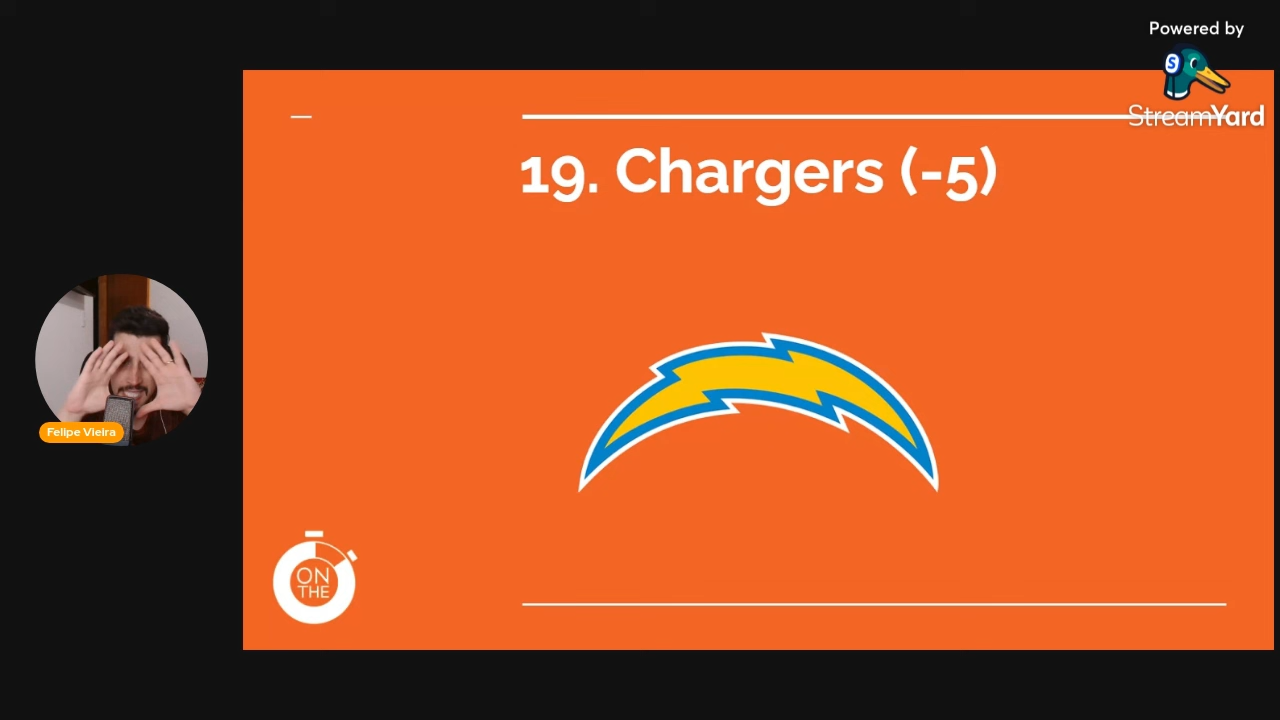 Powered by
S
StreamYard
19. Chargers (-5)
Felipe Vieira
ON
THE